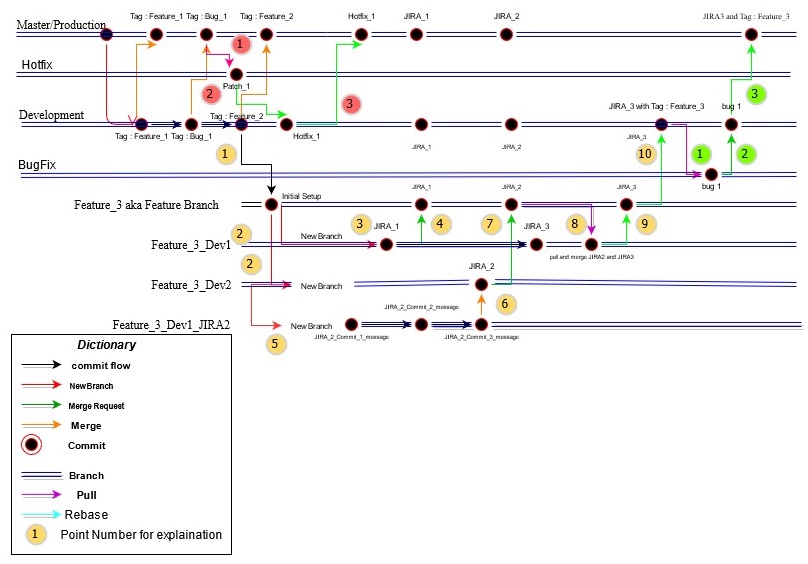 Tag : Feature_1 Tag : Bug_1 Tag : Feature_2 Hotfix_1 JIRA_1 JIRA_2 JIRA3 and Tag : Feature_3
Master/Production
1
Hotfix
Patch_1
2
3
3
Development
Tag : Feature_2
JIRA_3 with Tag : Feature_3 bug 1
Tag : Feature_1 Tag : Bug_1 Hotfix_1 JIRA_1 JIRA_2 JIRA_3
1 10 1 2
BugFix
bug 1
Feature_3 aka Feature Branch Initial Setup JIRA_1 JIRA_2 JIRA_3
2 New Branch 3 JIRA_1 4 7 JIRA_3 8 9
Feature_3_Dev1
pull and merge JIRA2 and JIRA3
2 JIRA_2
Feature_3_Dev2 New Branch
6
JIRA_2_Commit_2_message
Feature_3_Dev1_JIRA2 New Branch
JIRA_2_Commit_1_message JIRA_2_Commit_3_message
5
Dictionary
commit flow
New Branch
Merge Request
Merge
Commit
Branch
Pull
Rebase
1 Point Number for explaination